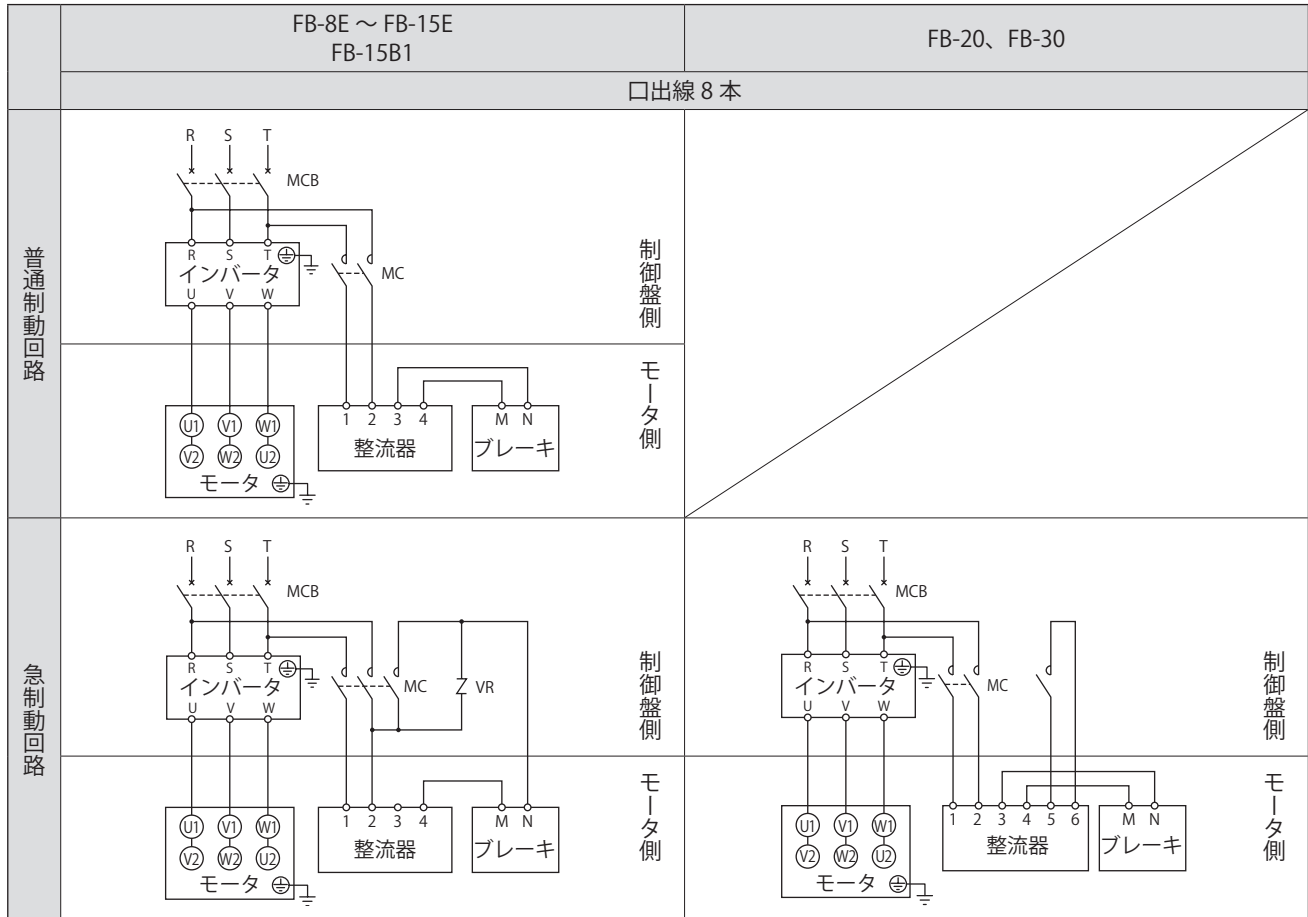 FB-8E ～ FB-15E
FB-15B1
FB-20、FB-30
口出線 8 本
普通制動回路
R S T
MCB
R S T
インバータ
U V W
MC
制御盤側
モータ側
U1 V1 W1
V2 W2 U2
モータ
1 2 3 4
整流器
M N
ブレーキ
急制動回路
R S T
MCB
R S T
インバータ
U V W
MC
VR
制御盤側
モータ側
U1 V1 W1
V2 W2 U2
モータ
1 2 3 4
整流器
M N
ブレーキ
R S T
MCB
R S T
インバータ
U V W
MC
制御盤側
モータ側
U1 V1 W1
V2 W2 U2
モータ
1 2 3 4 5 6
整流器
M N
ブレーキ